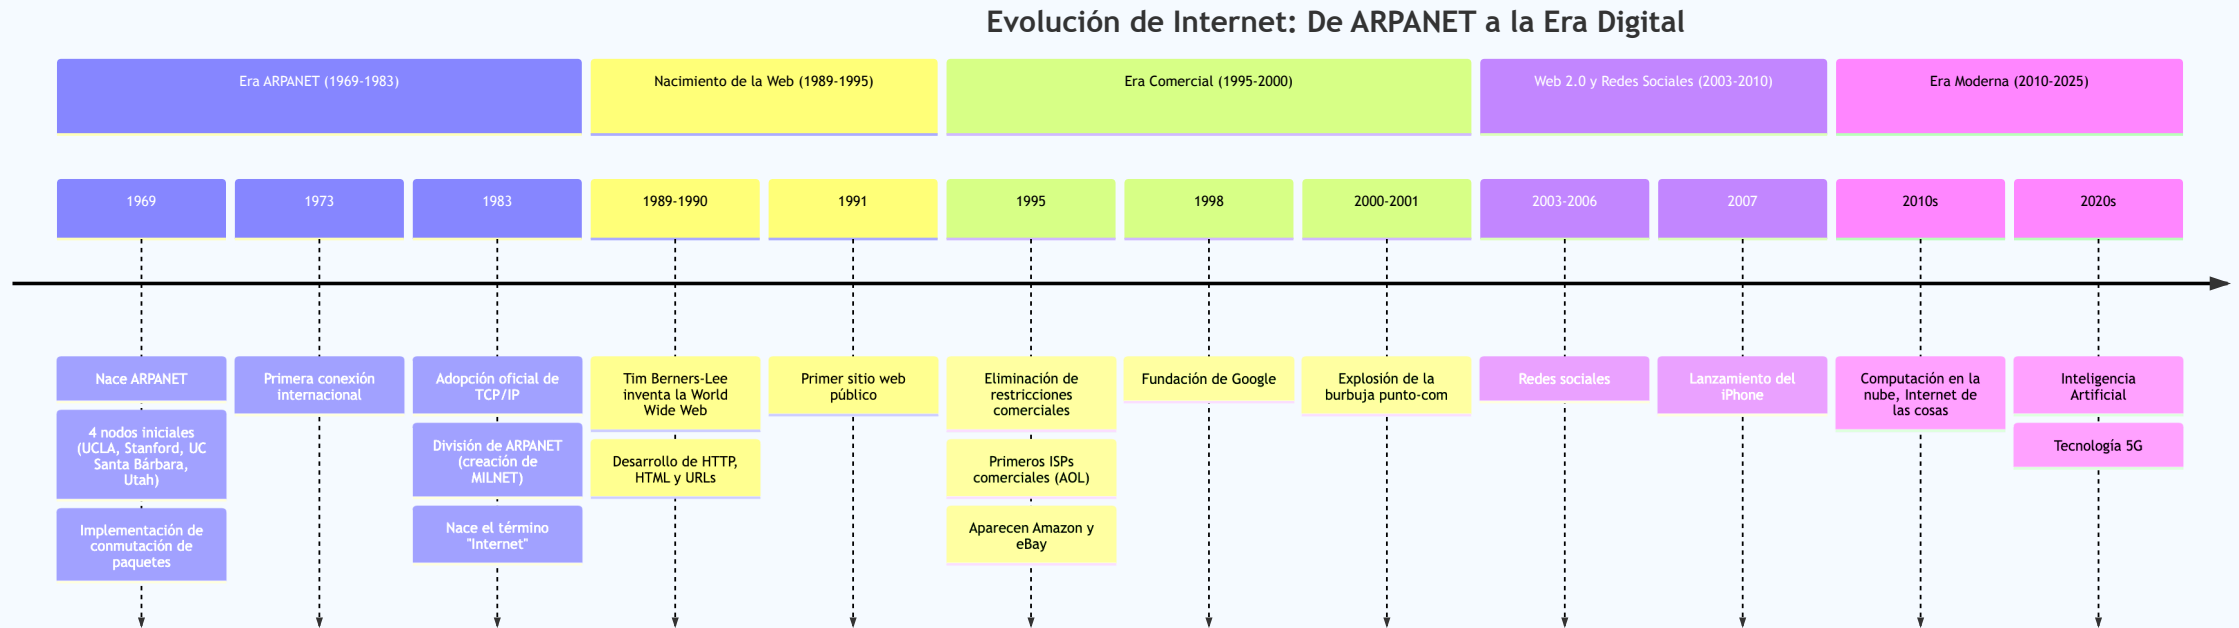 Evolución de Internet: De ARPANET a la Era Digital
Era ARPANET (1969-1983)
Nacimiento de la Web (1989-1995)
Era Comercial (1995-2000)
Web 2.0 y Redes Sociales (2003-2010)
Era Moderna (2010-2025)
1969
1973
1983
1989-1990
1991
1995
1998
2000-2001
2003-2006
2007
2010s
2020s
Nace ARPANET
4 nodos iniciales
(UCLA, Stanford, UC
Santa Bárbara,
Utah)
Implementación de
conmutación de
paquetes
Primera conexión
internacional
Adopción oficial de
TCP/IP
División de ARPANET
(creación de
MILNET)
Nace el término
"Internet"
Tim Berners-Lee
inventa la World
Wide Web
Desarrollo de HTTP,
HTML y URLs
Primer sitio web
público
Eliminación de
restricciones
comerciales
Primeros ISPs
comerciales (AOL)
Aparecen Amazon y
eBay
Fundación de Google
Explosión de la
burbuja punto-com
Redes sociales
Lanzamiento del
iPhone
Computación en la
nube, Internet de
las cosas
Inteligencia
Artificial
Tecnología 5G